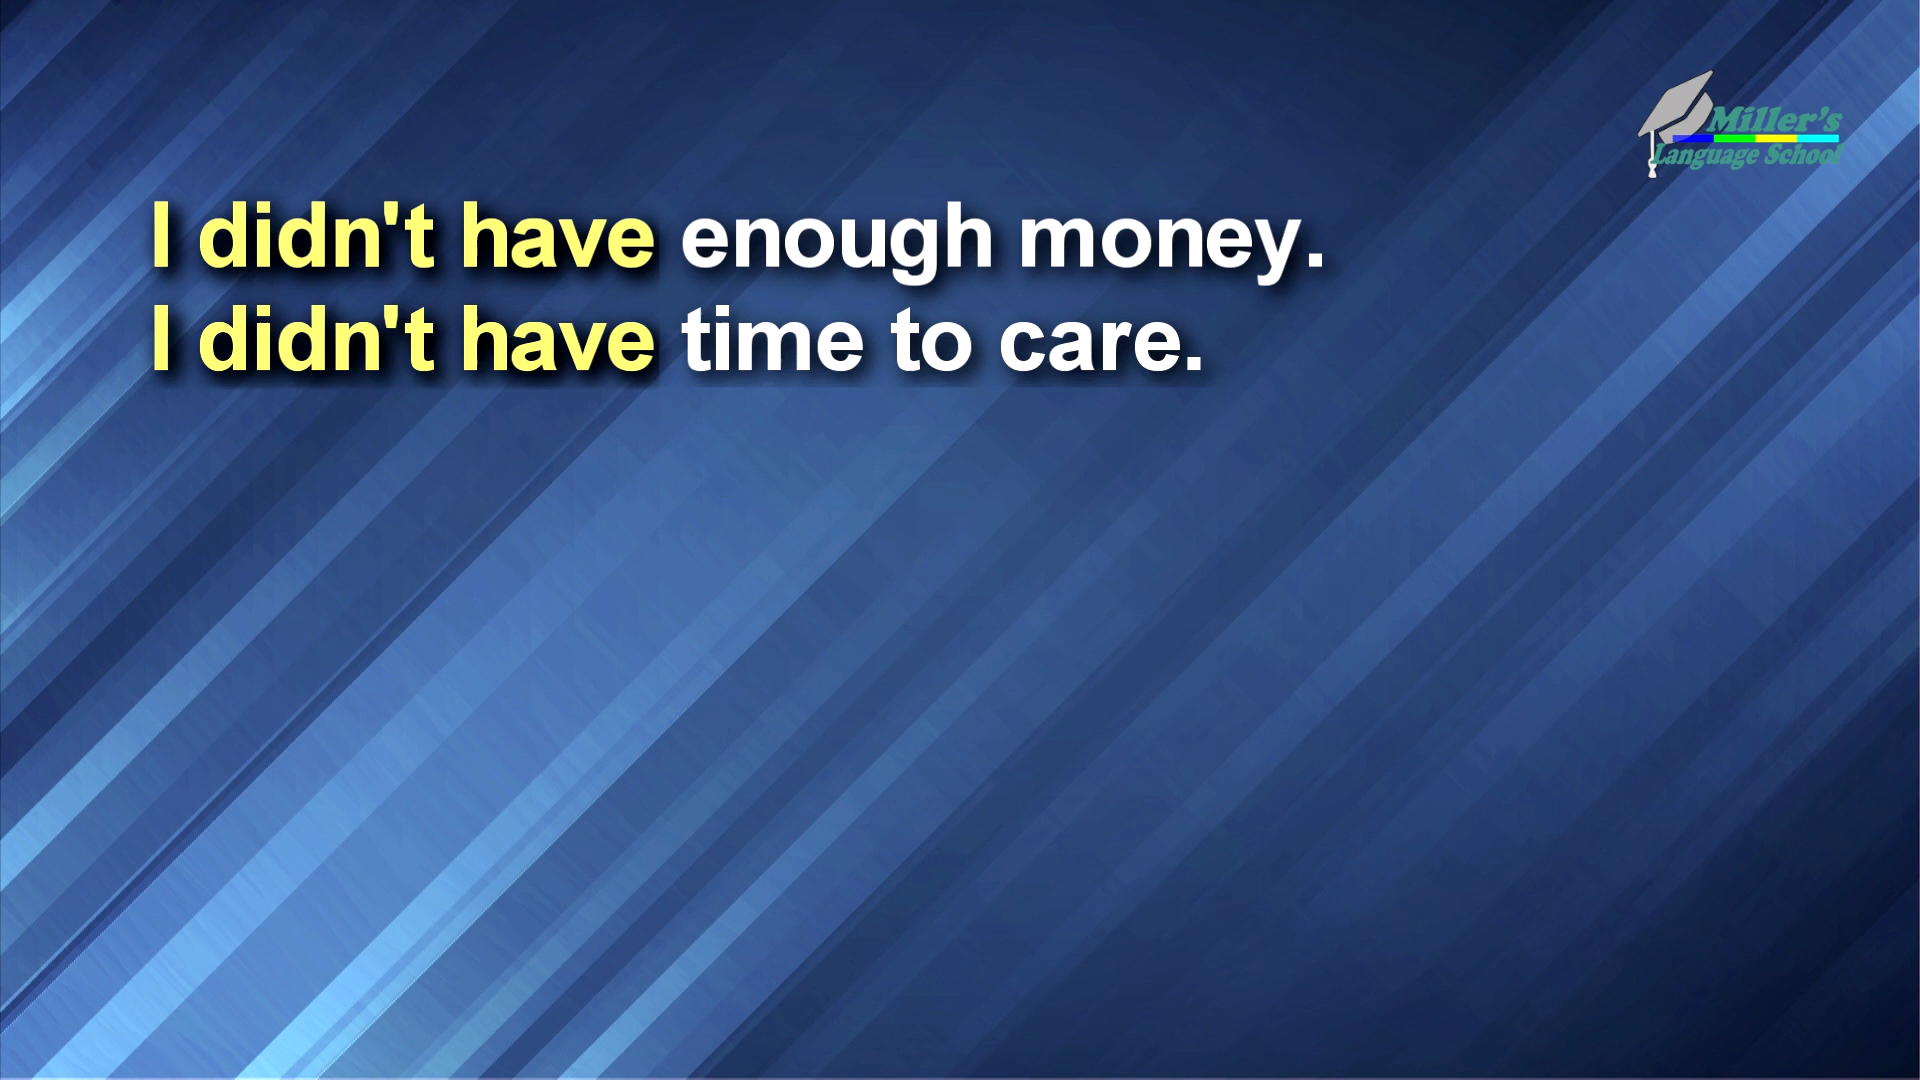 Miller's
Language School
I didn't have enough money.
I didn't have time to care.